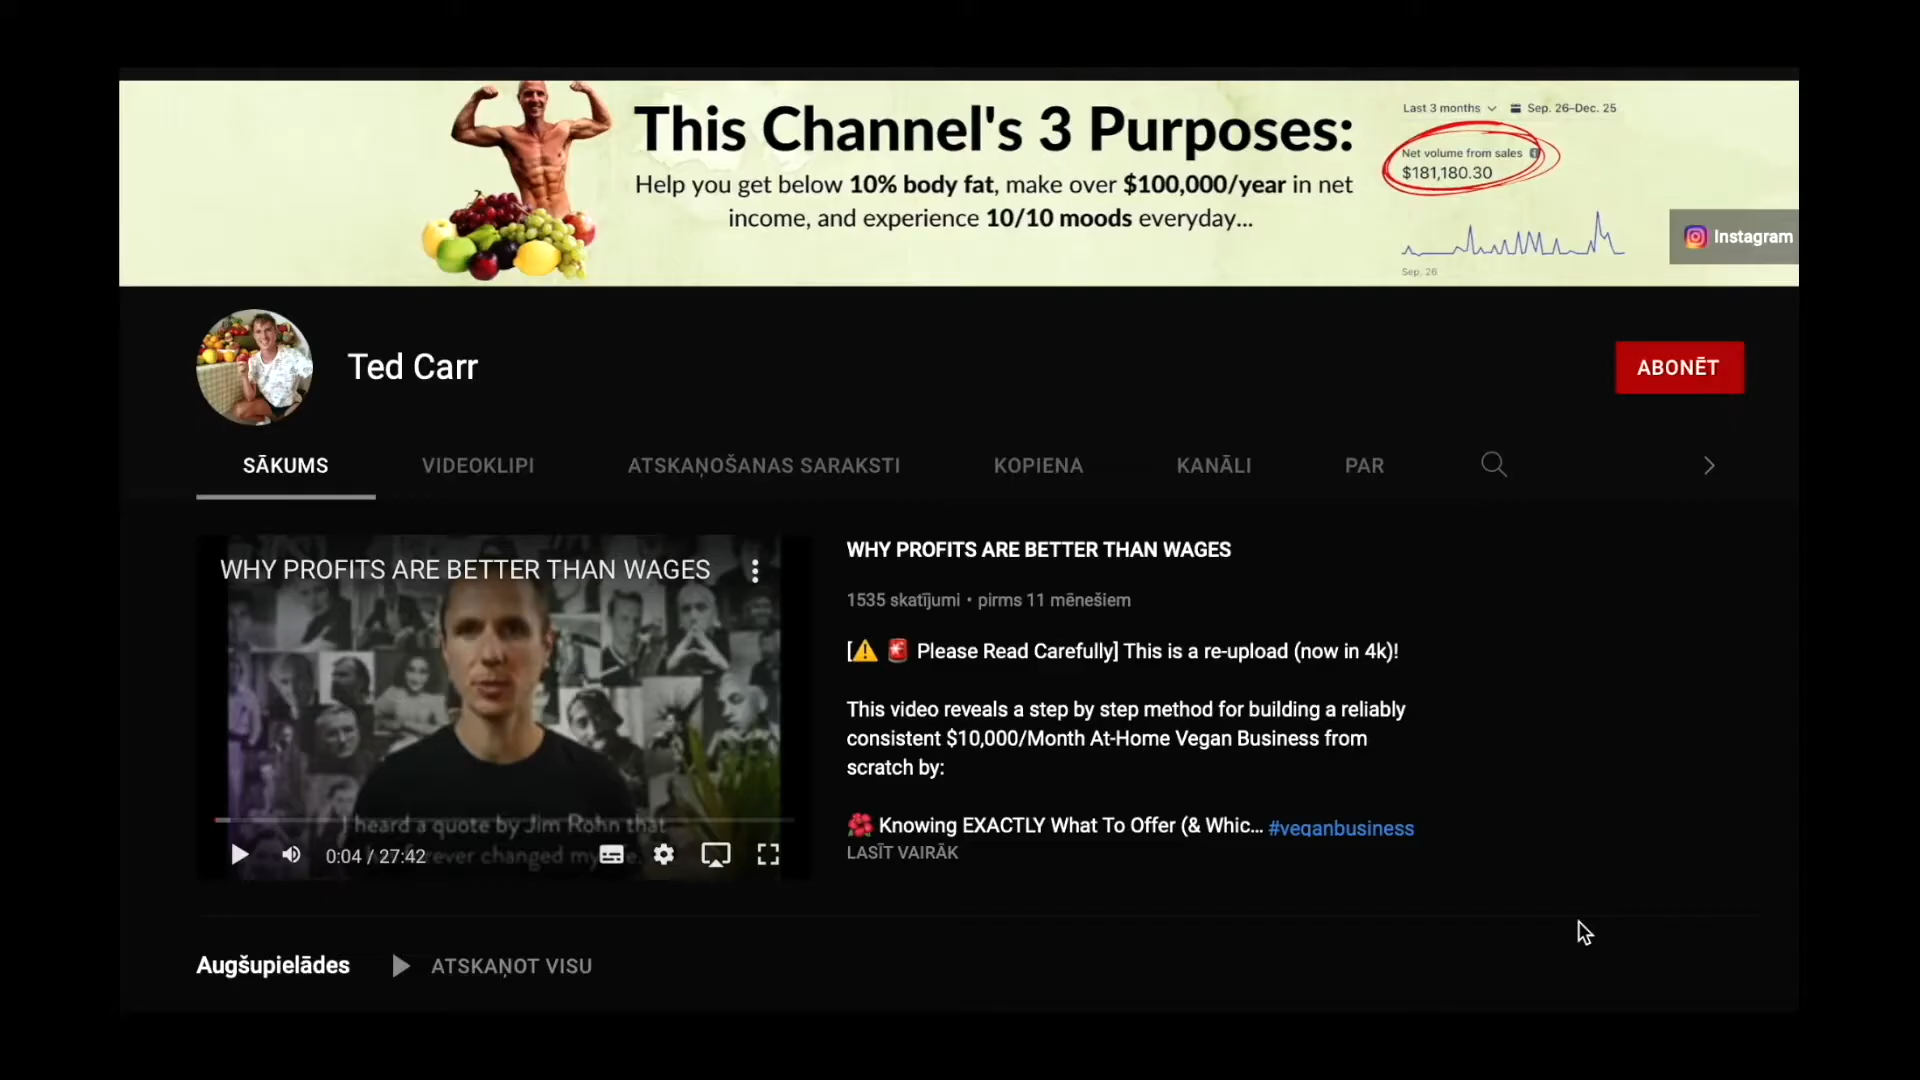 This Channel's 3 Purposes:
Help you get below 10% body fat, make over $100,000/year in net
income, and experience 10/10 moods everyday...
Last 3 months Sep. 26-Dec. 25
Net volume from sales
$181,180.30
Sep. 26
Instagram
Ted Carr
ABONĒT
SĀKUMS VIDEOKLIPI ATSKAŅOŠANAS SARAKSTI KOPIENA KANĀLI PAR
WHY PROFITS ARE BETTER THAN WAGES
I heard a quote by Jim Rohn that
forever changed my
0:04 / 27:42
WHY PROFITS ARE BETTER THAN WAGES
1535 skatījumi • pirms 11 mēnešiem
[⚠️ 🚨 Please Read Carefully] This is a re-upload (now in 4k)!
This video reveals a step by step method for building a reliably
consistent $10,000/Month At-Home Vegan Business from
scratch by:
🌺 Knowing EXACTLY What To Offer (& Whic... #veganbusiness
LASĪT VAIRĀK
Augšupielādes ATSKAŅOT VISU